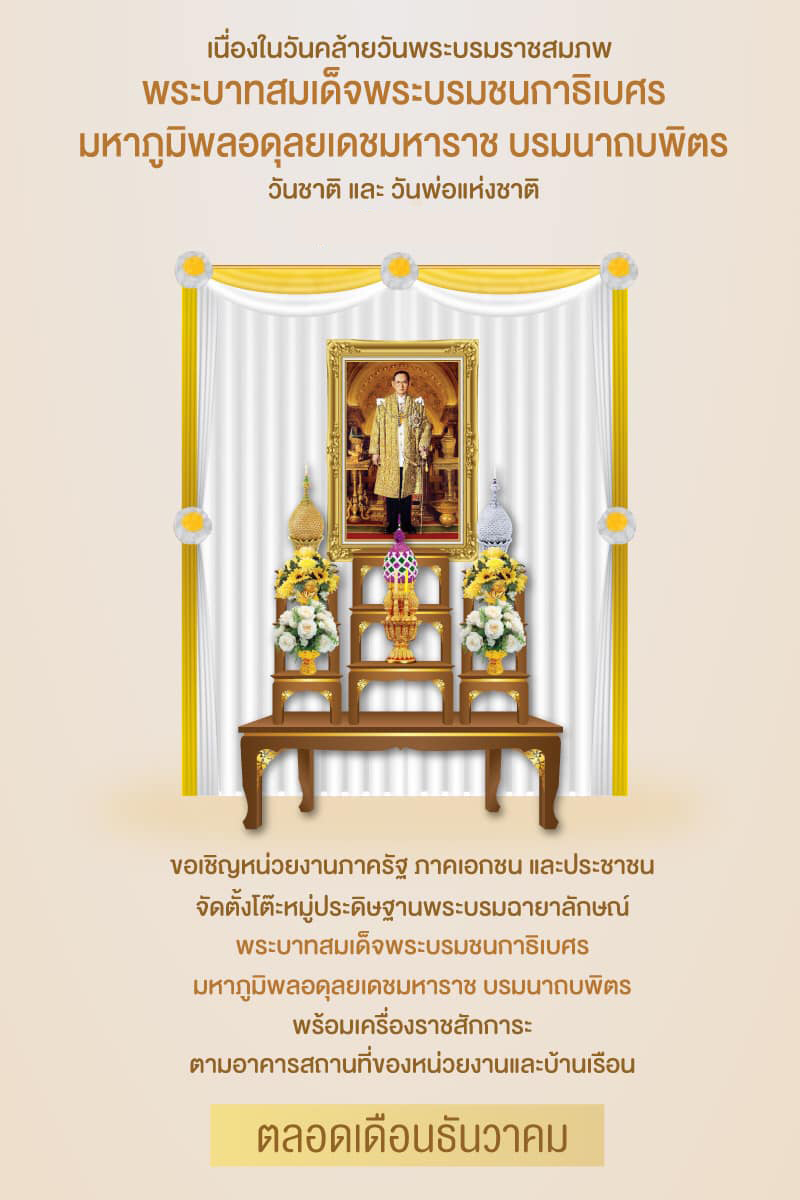 เนื่องในวันคล้ายวันพระบรมราชสมภพ
พระบาทสมเด็จพระบรมชนกาธิเบศร
มหาภูมิพลอดุลยเดชมหาราช บรมนาถบพิตร
วันชาติ และ วันพ่อแห่งชาติ
ขอเชิญหน่วยงานภาครัฐ ภาคเอกชน และประชาชน
จัดตั้งโต๊ะหมู่ประดิษฐานพระบรมฉายาลักษณ์
พระบาทสมเด็จพระบรมชนกาธิเบศร
มหาภูมิพลอดุลยเดชมหาราช บรมนาถบพิตร
พร้อมเครื่องราชสักการะ
ตามอาคารสถานที่ของหน่วยงานและบ้านเรือน
ตลอดเดือนธันวาคม